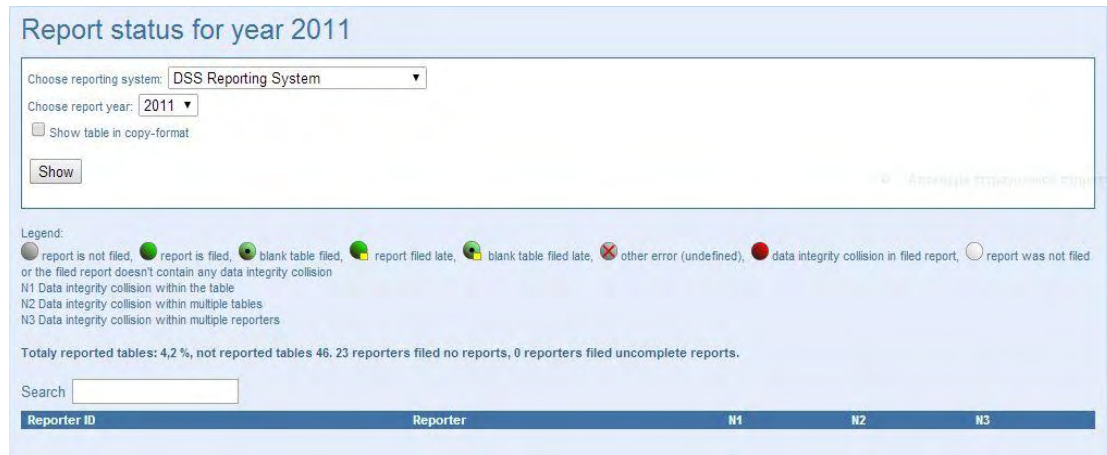 Report status for year 2011
Choose reporting system: DSS Reporting System
Choose report year: 2011
Show table in copy-format
Show
Legend:
report is not filed, report is filed, blank table filed, report filed late, blank table filed late, other error (undefined), data integrity collision in filed report, report was not filed
or the filed report doesn't contain any data integrity collision
N1 Data integrity collision within the table
N2 Data integrity collision within multiple tables
N3 Data integrity collision within multiple reporters
Totaly reported tables: 4,2 %, not reported tables 46. 23 reporters filed no reports, 0 reporters filed uncomplete reports.
Search
Reporter ID Reporter N1 N2 N3